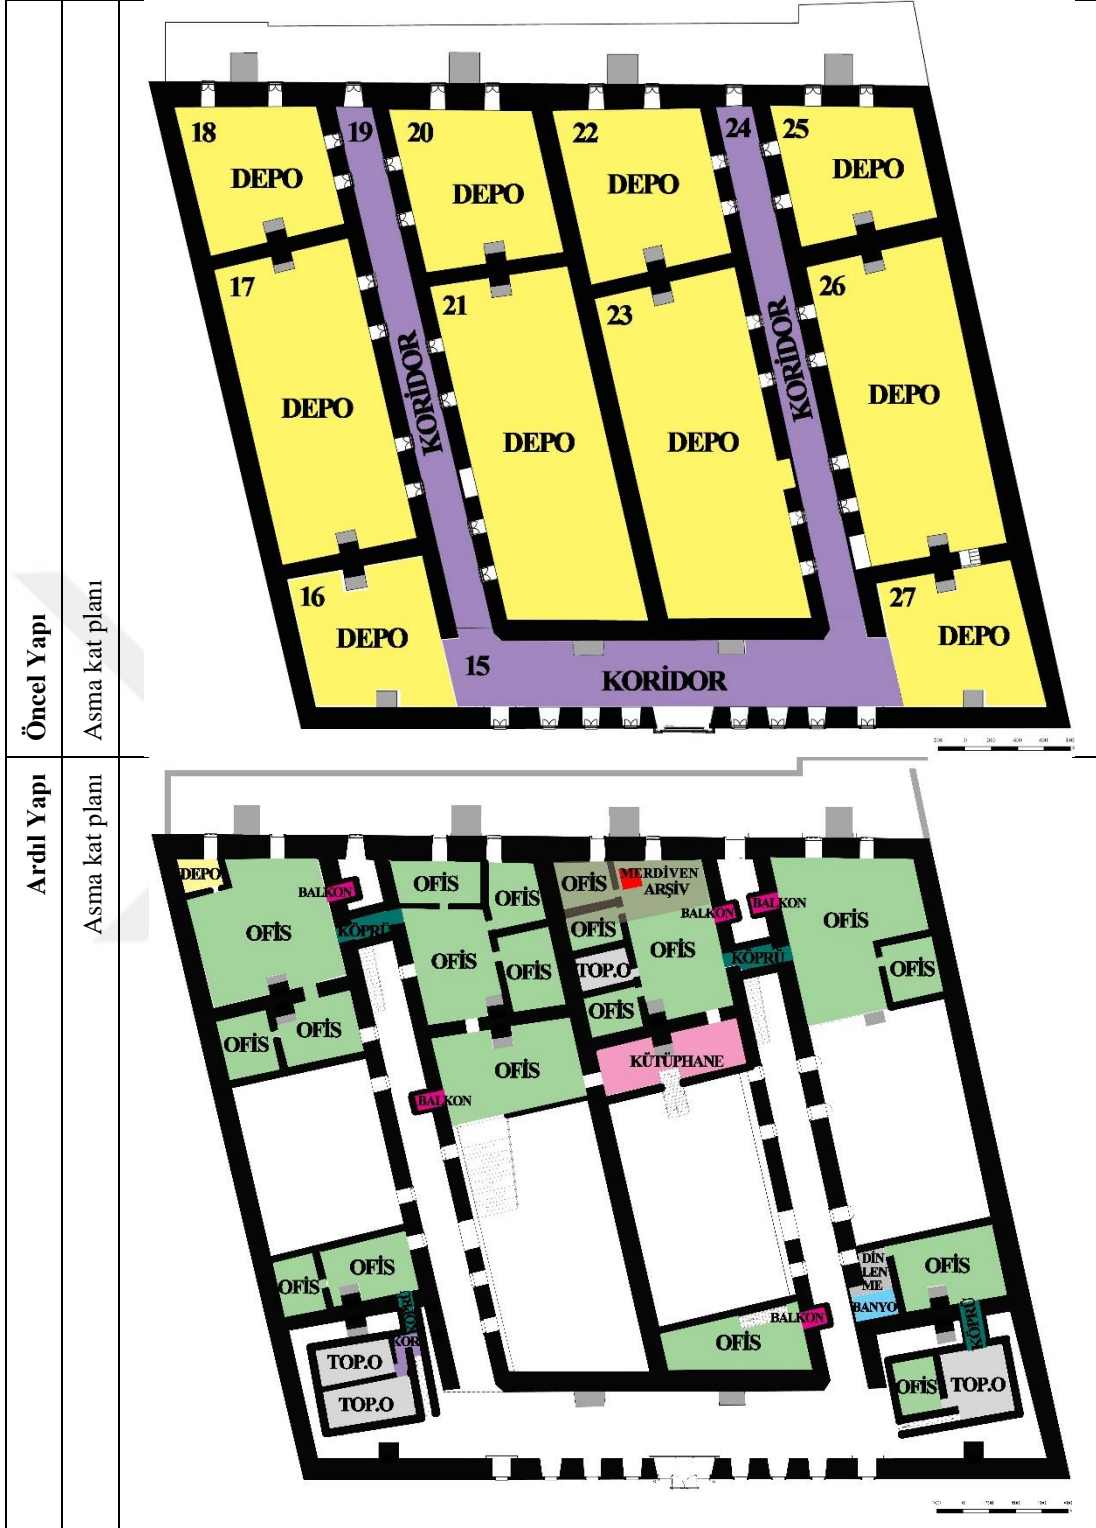 Öncel Yapı
Asma kat planı
18
DEPO
19
20
DEPO
22
DEPO
24
25
DEPO
17
DEPO
KORİDOR
21
DEPO
23
DEPO
KORİDOR
26
DEPO
16
DEPO
15
KORİDOR
27
DEPO
Ardıl Yapı
Asma kat planı
DEPO
OFİS
BALKON
KÖPRÜ
OFİS
OFİS
OFİS
OFİS
OFİS
MERDİVEN
ARŞİV
OFİS
TOP.O
OFİS
OFİS
BALKON
BALKON
KÖPRÜ
OFİS
OFİS
OFİS
OFİS
BALKON
OFİS
KÜTÜPHANE
OFİS
OFİS
KÖPRÜ
KOR
TOP.O
TOP.O
BALKON
OFİS
DİN
LEN
ME
BANYO
OFİS
KÖPRÜ
OFİS
TOP.O